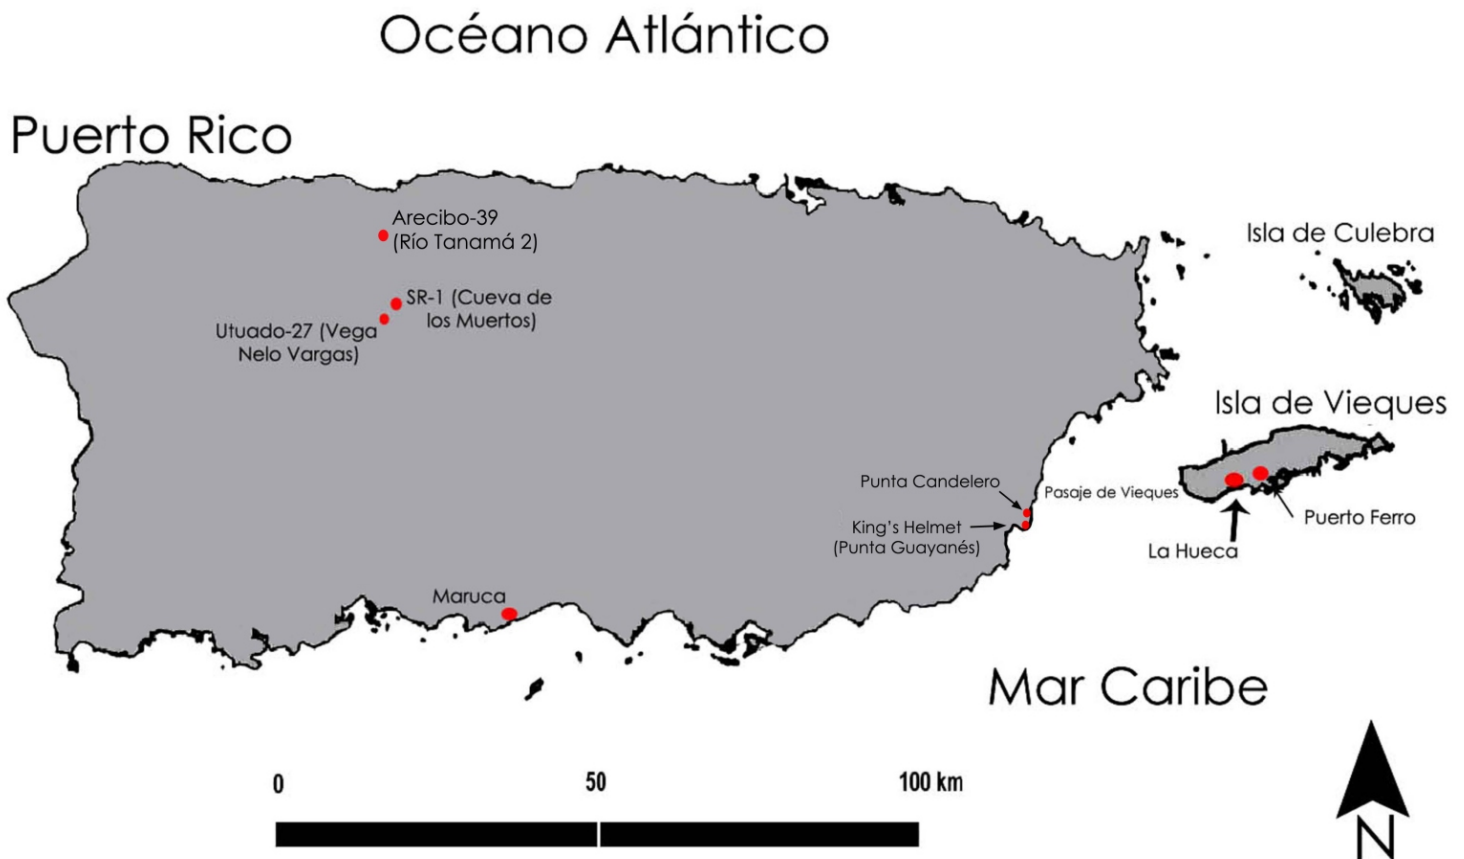 Océano Atlántico
Puerto Rico
Arecibo-39
(Río Tanamá 2)
Isla de Culebra
SR-1 (Cueva de
los Muertos)
Utuado-27 (Vega
Nelo Vargas)
Isla de Vieques
Punta Candelero
Pasaje de Vieques
King's Helmet
(Punta Guayanés)
Puerto Ferro
La Hueca
Maruca
Mar Caribe
0 50 100 km
N